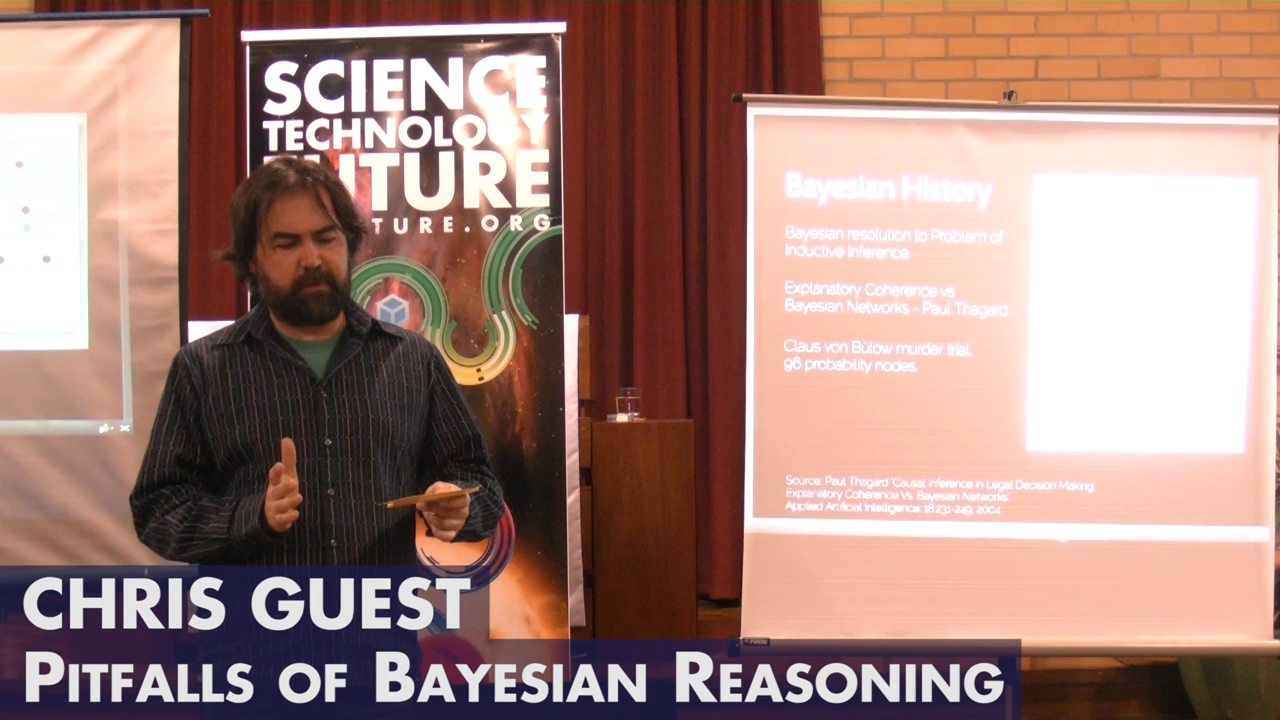 SCIENCE
TECHNOLOGY
FUTURE
TURE.ORG
Bayesian History
Bayesian resolution to Problem of
Inductive Inference.
Explanatory Coherence vs
Bayesian Networks - Paul Thagard
Claus von Bülow murder trial.
96 probability nodes.
Source: Paul Thagard 'Causal Inference in Legal Decision Making:
Explanatory Coherence Vs. Bayesian Networks'
Applied Artificial Intelligence, 18:231-249, 2004
CHRIS GUEST
PITFALLS OF BAYESIAN REASONING